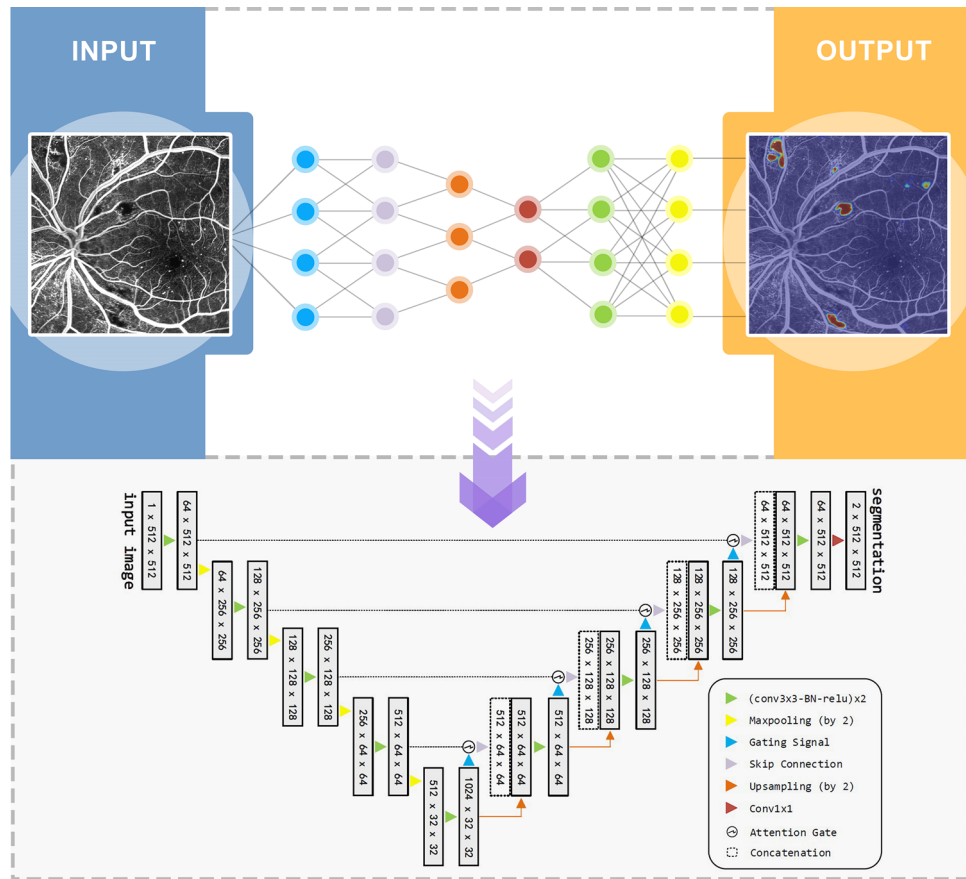 INPUT
OUTPUT
input image
1 x 512 x 512
64 x 512 x 512
64 x 256 x 256
128 x 256 x 256
128 x 128 x 128
256 x 128 x 128
256 x 64 x 64
512 x 64 x 64
512 x 32 x 32
1024 x 32 x 32
512 x 64 x 64
512 x 64 x 64
512 x 64 x 64
256 x 128 x 128
256 x 128 x 128
256 x 128 x 128
128 x 256 x 256
128 x 256 x 256
128 x 256 x 256
64 x 512 x 512
64 x 512 x 512
64 x 512 x 512
2 x 512 x 512
segmentation
(conv3x3-BN-relu)x2
Maxpooling (by 2)
Gating Signal
Skip Connection
Upsampling (by 2)
Conv1x1
Attention Gate
Concatenation